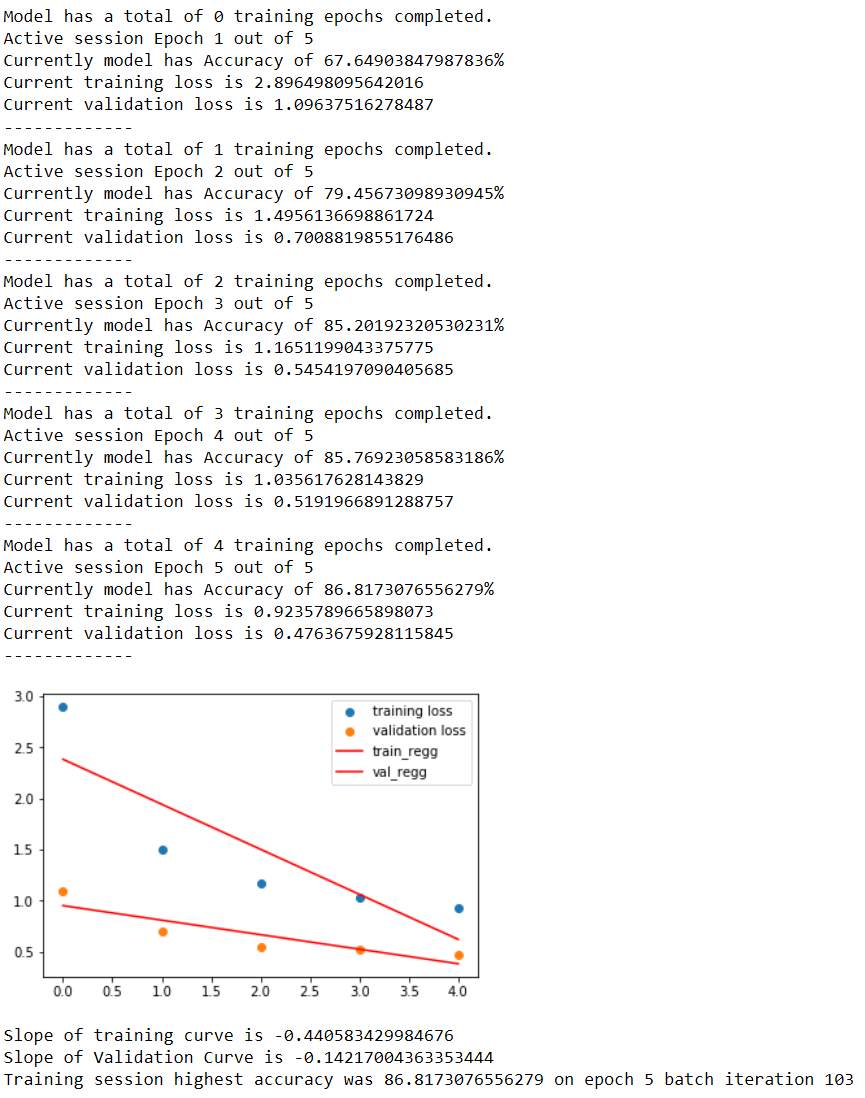 Model has a total of 0 training epochs completed.
Active session Epoch 1 out of 5
Currently model has Accuracy of 67.64903847987836%
Current training loss is 2.896498095642016
Current validation loss is 1.09637516278487
-------------
Model has a total of 1 training epochs completed.
Active session Epoch 2 out of 5
Currently model has Accuracy of 79.45673098930945%
Current training loss is 1.4956136698861724
Current validation loss is 0.7008819855176486
-------------
Model has a total of 2 training epochs completed.
Active session Epoch 3 out of 5
Currently model has Accuracy of 85.20192320530231%
Current training loss is 1.1651199043375775
Current validation loss is 0.5454197090405685
-------------
Model has a total of 3 training epochs completed.
Active session Epoch 4 out of 5
Currently model has Accuracy of 85.76923058583186%
Current training loss is 1.035617628143829
Current validation loss is 0.5191966891288757
-------------
Model has a total of 4 training epochs completed.
Active session Epoch 5 out of 5
Currently model has Accuracy of 86.8173076556279%
Current training loss is 0.9235789665898073
Current validation loss is 0.4763675928115845
-------------
3.0
2.5
2.0
1.5
1.0
0.5
training loss
validation loss
train_regg
val_regg
0.0 0.5 1.0 1.5 2.0 2.5 3.0 3.5 4.0
Slope of training curve is -0.440583429984676
Slope of Validation Curve is -0.14217004363353444
Training session highest accuracy was 86.8173076556279 on epoch 5 batch iteration 103